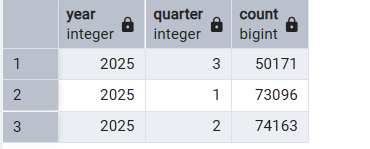 year quarter count
integer integer bigint
1 2025 3 50171
2 2025 1 73096
3 2025 2 74163